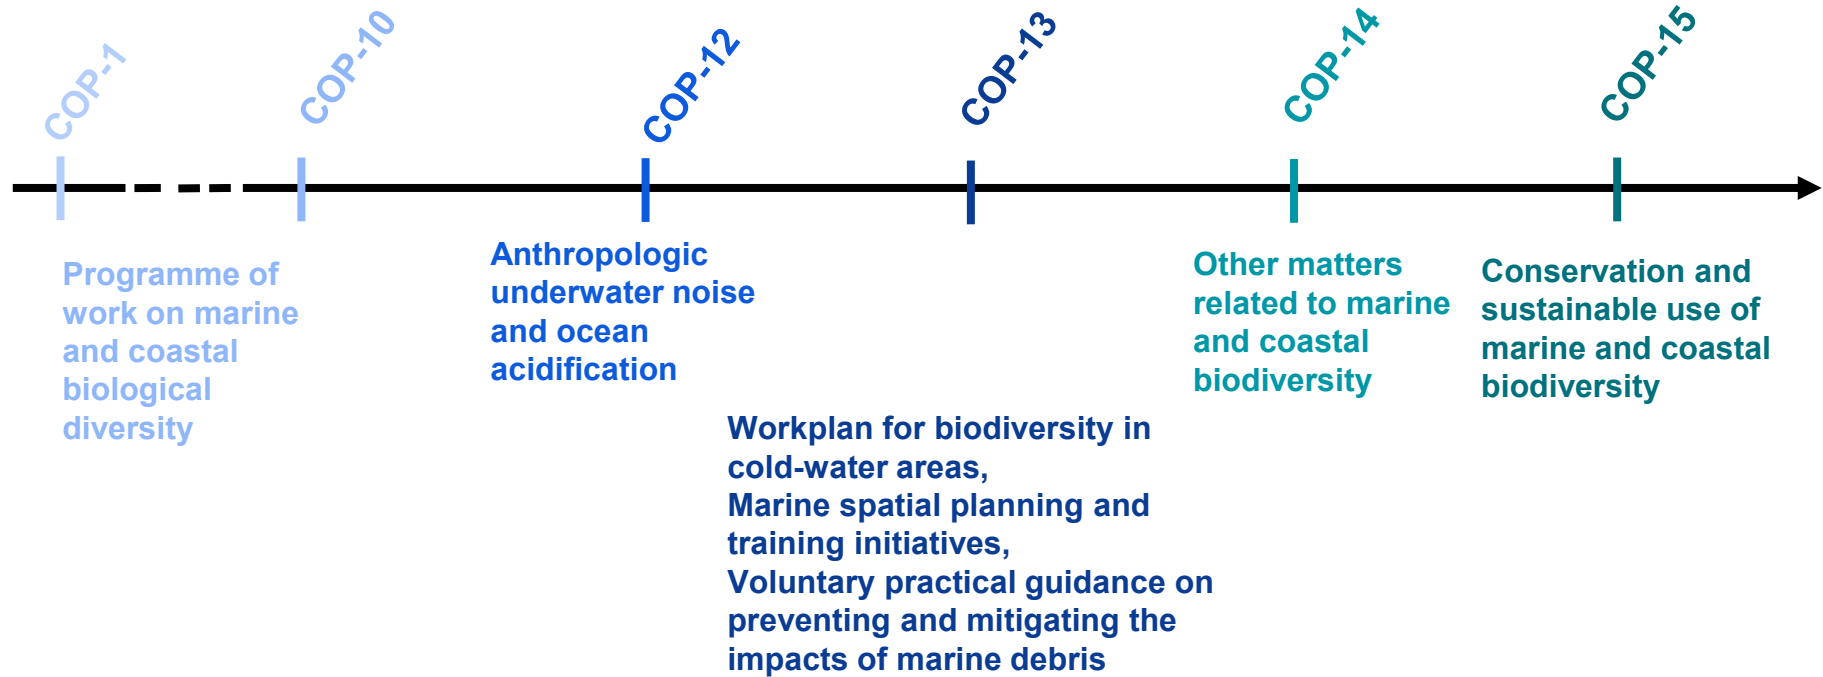 COP-1
COP-10
COP-12
COP-13
COP-14
COP-15
Programme of
work on marine
and coastal
biological
diversity
Anthropologic
underwater noise
and ocean
acidification
Workplan for biodiversity in
cold-water areas,
Marine spatial planning and
training initiatives,
Voluntary practical guidance on
preventing and mitigating the
impacts of marine debris
Other matters
related to marine
and coastal
biodiversity
Conservation and
sustainable use of
marine and coastal
biodiversity